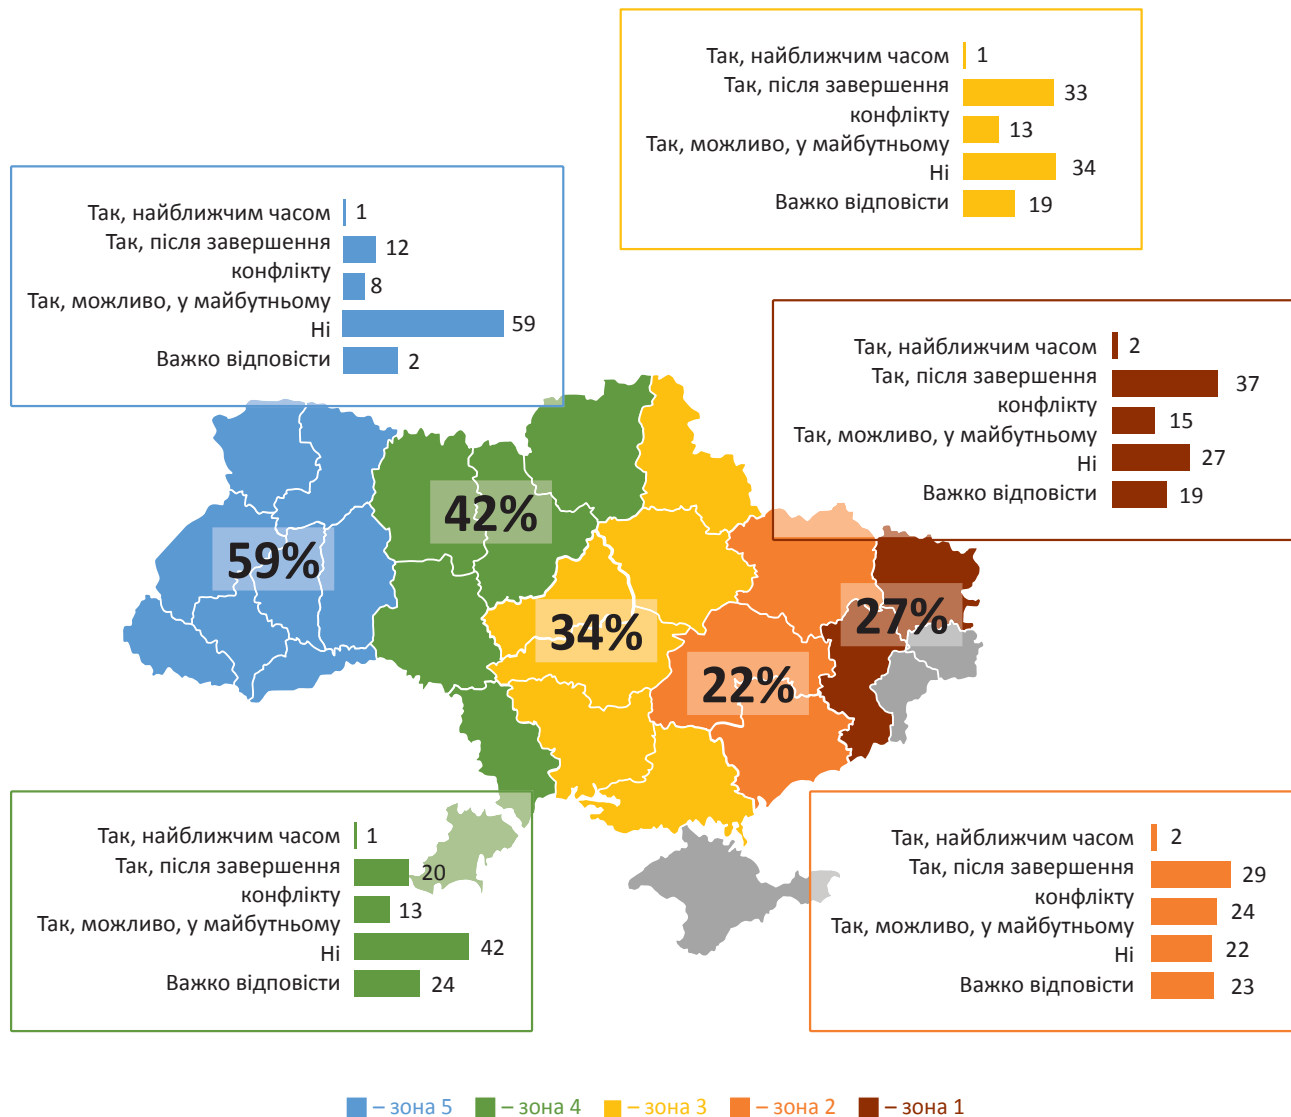 Так, найближчим часом 1
Так, після завершення 33
конфлікту
13
Так, можливо, у майбутньому
Ні 34
Важко відповісти 19
Так, найближчим часом 1
Так, після завершення 12
конфлікту
8
Так, можливо, у майбутньому
Ні 59
Важко відповісти 2
Так, найближчим часом 2
Так, після завершення 37
конфлікту
15
Так, можливо, у майбутньому
Ні 27
Важко відповісти 19
42%
59%
27%
34%
22%
Так, найближчим часом 1
Так, після завершення 20
конфлікту
13
Так, можливо, у майбутньому
Ні 42
Важко відповісти 24
Так, найближчим часом 2
Так, після завершення 29
конфлікту
24
Так, можливо, у майбутньому
Ні 22
Важко відповісти 23
– зона 5 – зона 4 – зона 3 – зона 2 – зона 1